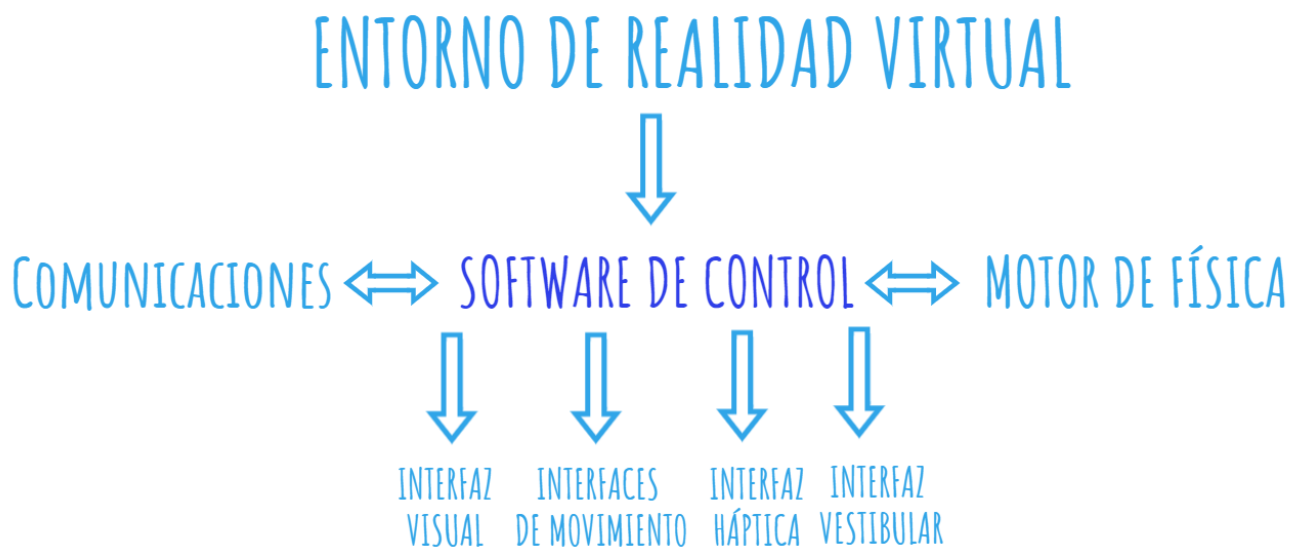 ENTORNO DE REALIDAD VIRTUAL
COMUNICACIONES SOFTWARE DE CONTROL MOTOR DE FÍSICA
INTERFAZ INTERFACES INTERFAZ INTERFAZ
VISUAL DE MOVIMIENTO HÁPTICA VESTIBULAR